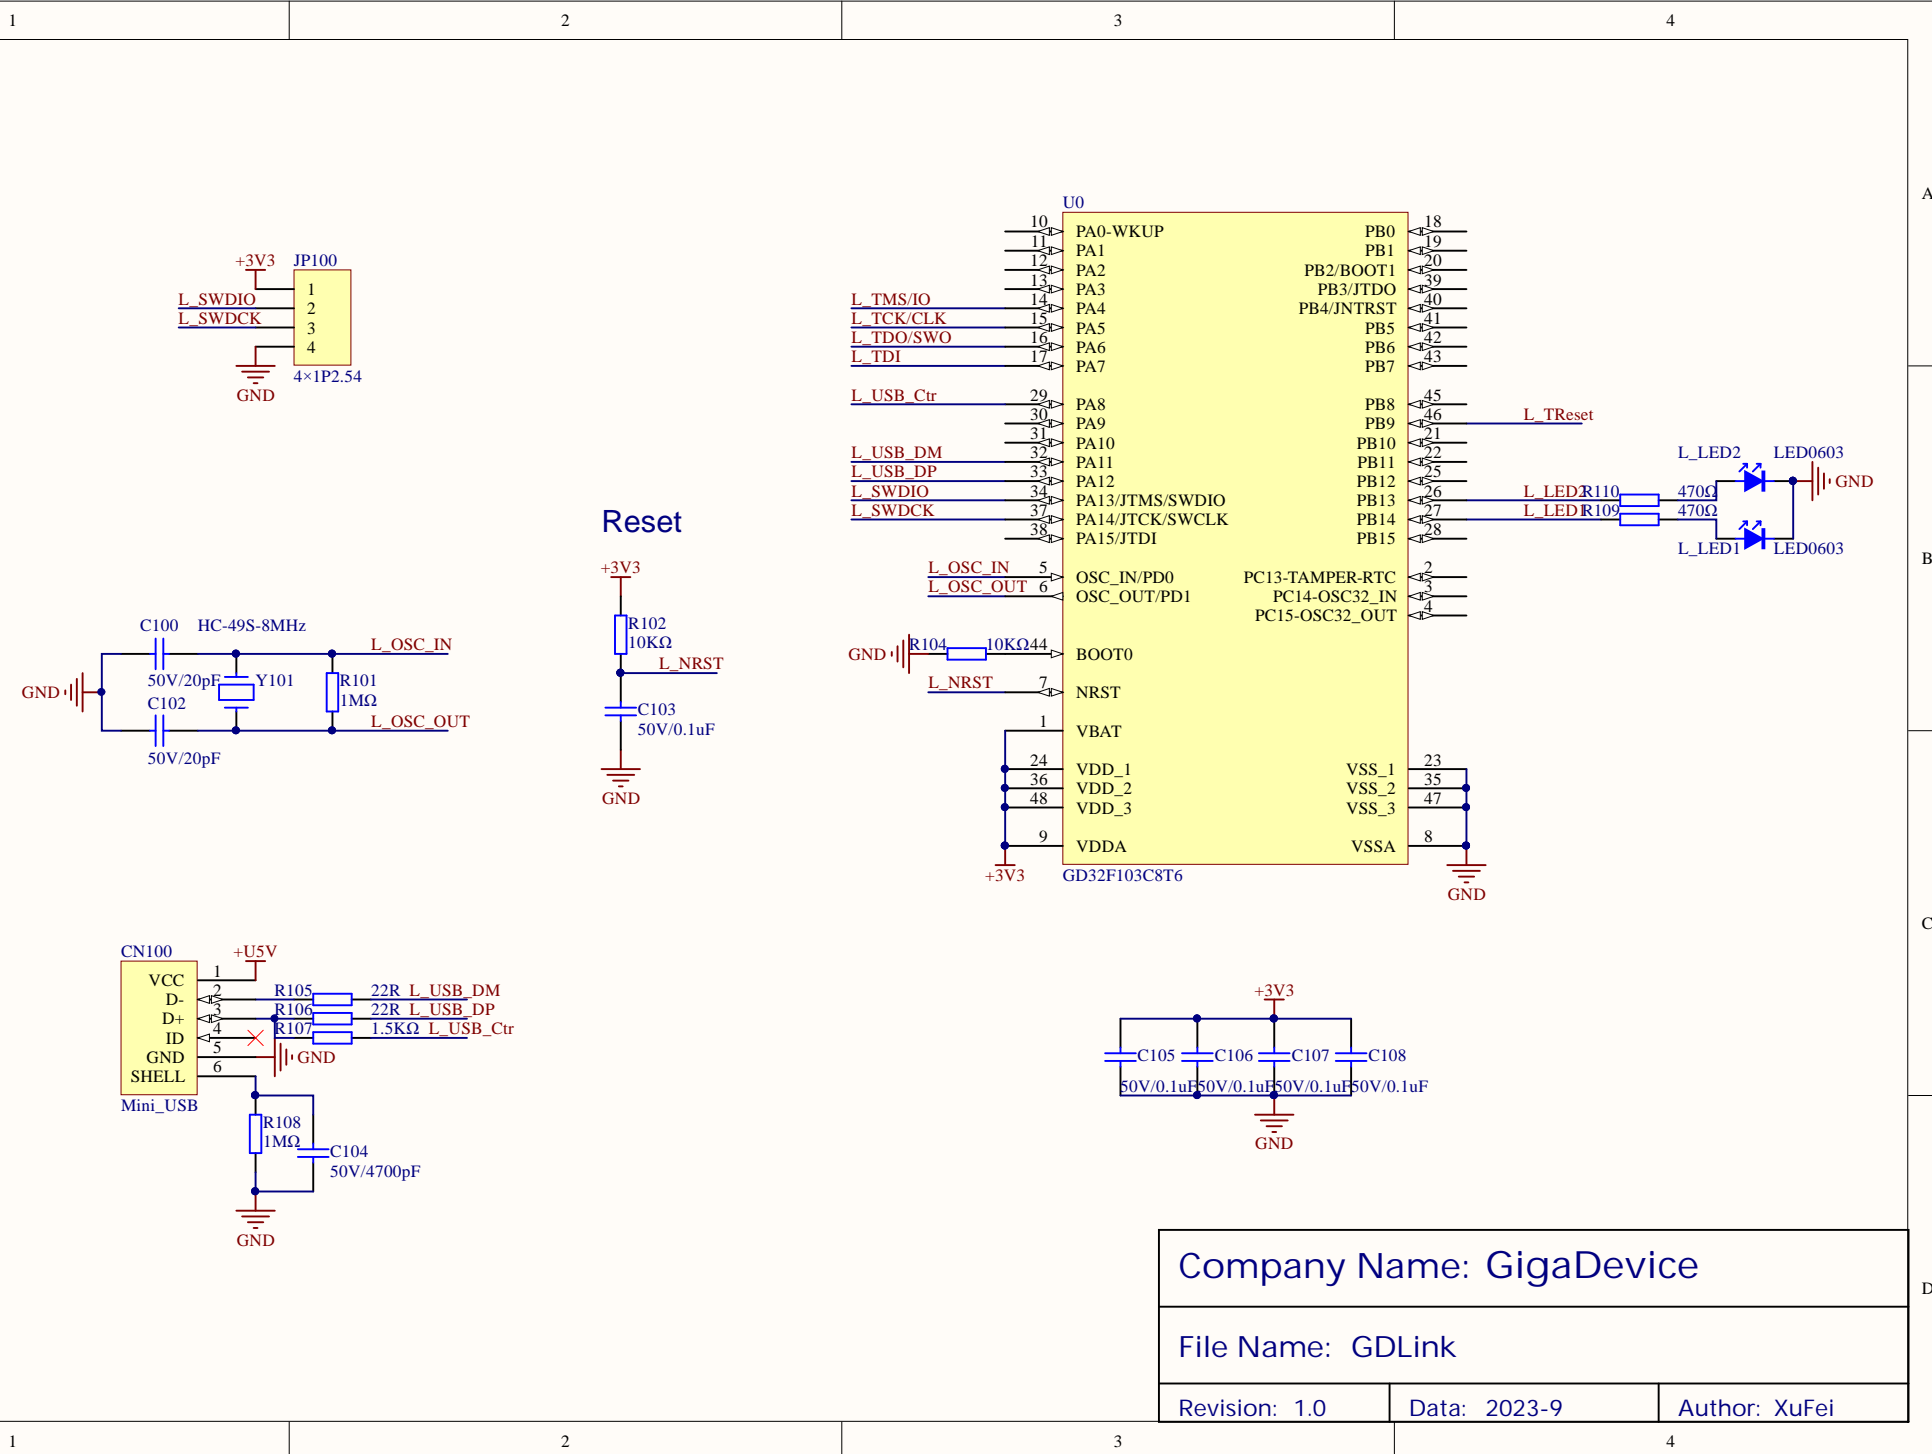 1 2 3 4
A
B
C
D
1 2 3 4
+3V3 JP100
1
L_SWDIO 2
L_SWDCK 3
4
4×1P2.54
GND
C100 HC-49S-8MHz
L_OSC_IN
50V/20pF Y101 R101
GND
1MΩ
C102
L_OSC_OUT
50V/20pF
Reset
+3V3
R102
10KΩ
L_NRST
C103
50V/0.1uF
GND
CN100 +U5V
VCC 1
D- 2 R105 22R L_USB_DM
D+ 3 R106 22R L_USB_DP
ID 4 R107 1.5KΩ L_USB_Ctr
GND 5 GND
SHELL 6
Mini_USB
R108
1MΩ
C104
50V/4700pF
GND
U0
10 PA0-WKUP PB0 18
11 PA1 PB1 19
12 PA2 PB2/BOOT1 20
13 PA3 PB3/JTDO 39
L_TMS/IO 14 PA4 PB4/JNTRST 40
L_TCK/CLK 15 PA5 PB5 41
L_TDO/SWO 16 PA6 PB6 42
L_TDI 17 PA7 PB7 43
L_USB_Ctr 29 PA8 PB8 45
30 PA9 PB9 46 L_TReset
31 PA10 PB10 21
L_USB_DM 32 PA11 PB11 22
L_USB_DP 33 PA12 PB12 25
L_SWDIO 34 PA13/JTMS/SWDIO PB13 26 L_LED2 R110 470Ω
L_SWDCK 37 PA14/JTCK/SWCLK PB14 27 L_LED1 R109 470Ω
38 PA15/JTDI PB15 28
L_LED2 LED0603
GND
L_LED1 LED0603
L_OSC_IN 5 OSC_IN/PD0 PC13-TAMPER-RTC 2
L_OSC_OUT 6 OSC_OUT/PD1 PC14-OSC32_IN 3
PC15-OSC32_OUT 4
GND R104 10KΩ 44 BOOT0
L_NRST 7 NRST
1 VBAT
24 VDD_1 VSS_1 23
36 VDD_2 VSS_2 35
48 VDD_3 VSS_3 47
9 VDDA VSSA 8
+3V3 GD32F103C8T6
GND
+3V3
C105 C106 C107 C108
50V/0.1uF 50V/0.1uF 50V/0.1uF 50V/0.1uF
GND
Company Name: GigaDevice
File Name: GDLink
Revision: 1.0 Data: 2023-9 Author: XuFei